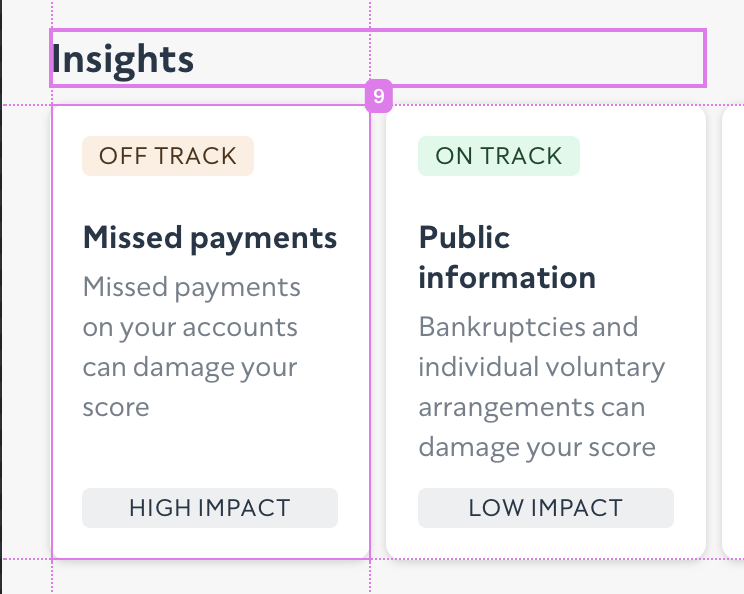 Insights
9
OFF TRACK
Missed payments
Missed payments
on your accounts
can damage your
score
HIGH IMPACT
ON TRACK
Public
information
Bankruptcies and
individual voluntary
arrangements can
damage your score
LOW IMPACT